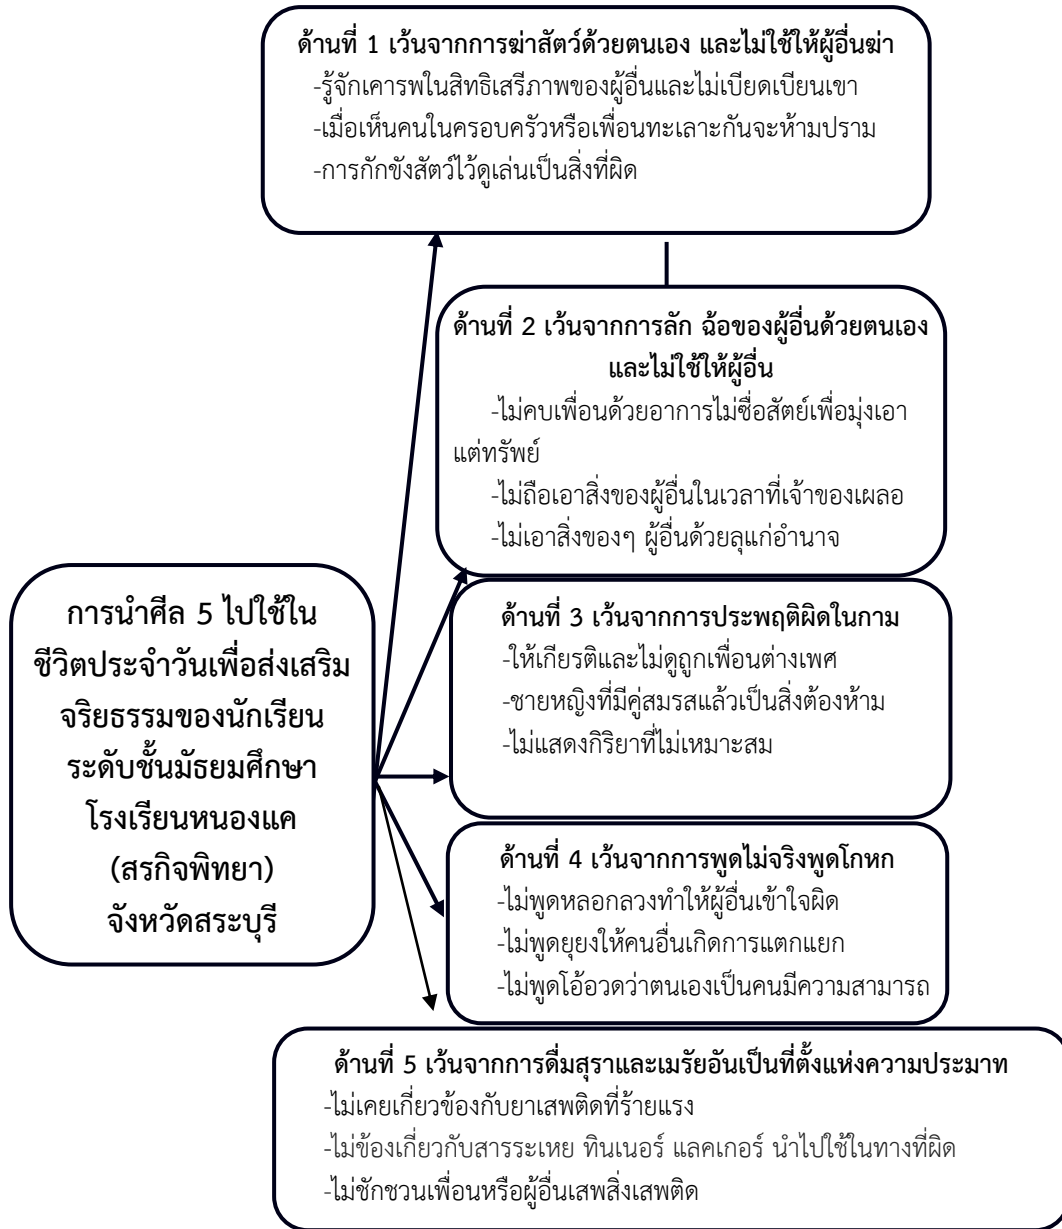 ด้านที่ 1 เว้นจากการฆ่าสัตว์ด้วยตนเอง และไม่ใช้ให้ผู้อื่นฆ่า
-รู้จักเคารพในสิทธิเสรีภาพของผู้อื่นและไม่เบียดเบียนเขา
-เมื่อเห็นคนในครอบครัวหรือเพื่อนทะเลาะกันจะห้ามปราม
-การกักขังสัตว์ไว้ดูเล่นเป็นสิ่งที่ผิด
ด้านที่ 2 เว้นจากการลัก ฉ้อของผู้อื่นด้วยตนเอง
และไม่ใช้ให้ผู้อื่น
-ไม่คบเพื่อนด้วยอาการไม่ซื่อสัตย์เพื่อมุ่งเอา
แต่ทรัพย์
-ไม่ถือเอาสิ่งของผู้อื่นในเวลาที่เจ้าของเผลอ
-ไม่เอาสิ่งของๆ ผู้อื่นด้วยลุแก่อำนาจ
การนำศีล 5 ไปใช้ใน
ชีวิตประจำวันเพื่อส่งเสริม
จริยธรรมของนักเรียน
ระดับชั้นมัธยมศึกษา
โรงเรียนหนองแค
(สรกิจพิทยา)
จังหวัดสระบุรี
ด้านที่ 3 เว้นจากการประพฤติผิดในกาม
-ให้เกียรติและไม่ดูถูกเพื่อนต่างเพศ
-ชายหญิงที่มีคู่สมรสแล้วเป็นสิ่งต้องห้าม
-ไม่แสดงกิริยาที่ไม่เหมาะสม
ด้านที่ 4 เว้นจากการพูดไม่จริงพูดโกหก
-ไม่พูดหลอกลวงทำให้ผู้อื่นเข้าใจผิด
-ไม่พูดยุยงให้คนอื่นเกิดการแตกแยก
-ไม่พูดโอ้อวดว่าตนเองเป็นคนมีความสามารถ
ด้านที่ 5 เว้นจากการดื่มสุราและเมรัยอันเป็นที่ตั้งแห่งความประมาท
-ไม่เคยเกี่ยวข้องกับยาเสพติดที่ร้ายแรง
-ไม่ข้องเกี่ยวกับสารระเหย ทินเนอร์ แลคเกอร์ นำไปใช้ในทางที่ผิด
-ไม่ชักชวนเพื่อนหรือผู้อื่นเสพสิ่งเสพติด